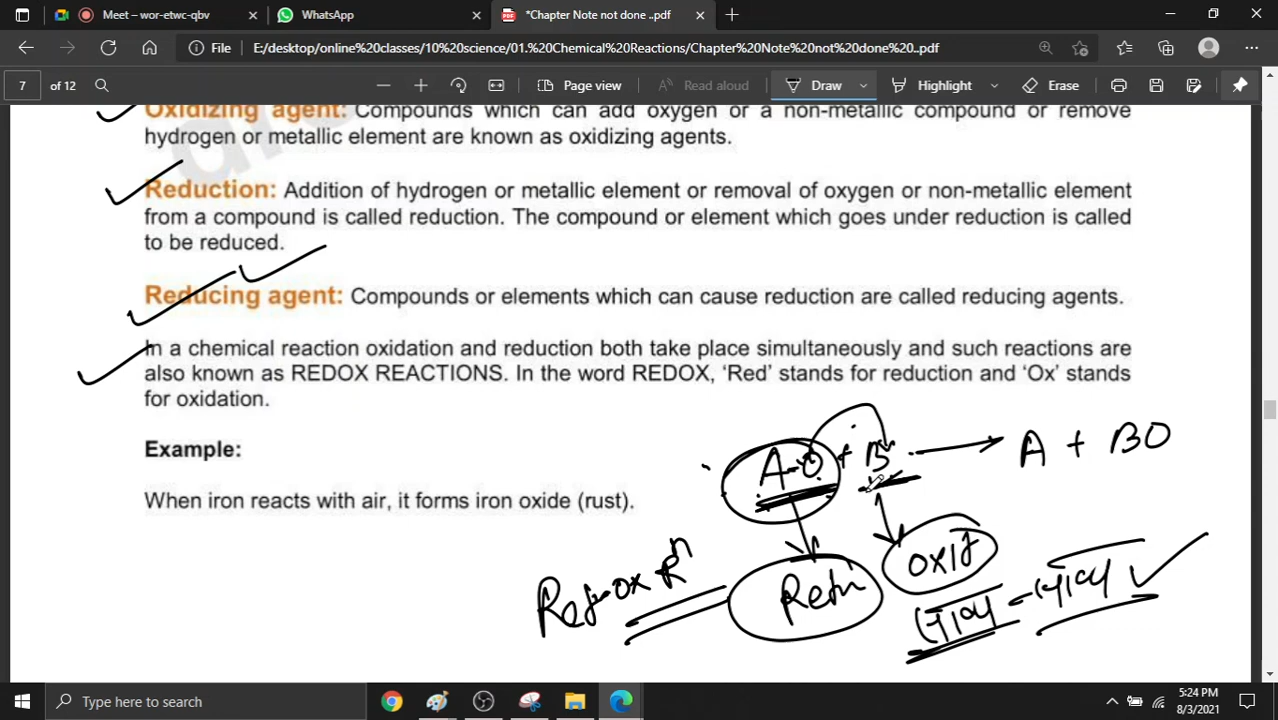 Meet – wor-etwc-qbv
WhatsApp
*Chapter Note not done ..pdf
File
E:/desktop/online%20classes/10%20science/01.%20Chemical%20Reactions/Chapter%20Note%20not%20done%20..pdf
7 of 12
Page view
Read aloud
Draw
Highlight
Erase
Oxidizing agent: Compounds which can add oxygen or a non-metallic compound or remove
hydrogen or metallic element are known as oxidizing agents.
Reduction: Addition of hydrogen or metallic element or removal of oxygen or non-metallic element
from a compound is called reduction. The compound or element which goes under reduction is called
to be reduced.
Reducing agent: Compounds or elements which can cause reduction are called reducing agents.
In a chemical reaction oxidation and reduction both take place simultaneously and such reactions are
also known as REDOX REACTIONS. In the word REDOX, ‘Red’ stands for reduction and ‘Ox’ stands
for oxidation.
Example:
A-O + B → A + BO
When iron reacts with air, it forms iron oxide (rust).
Type here to search
5:24 PM
8/3/2021